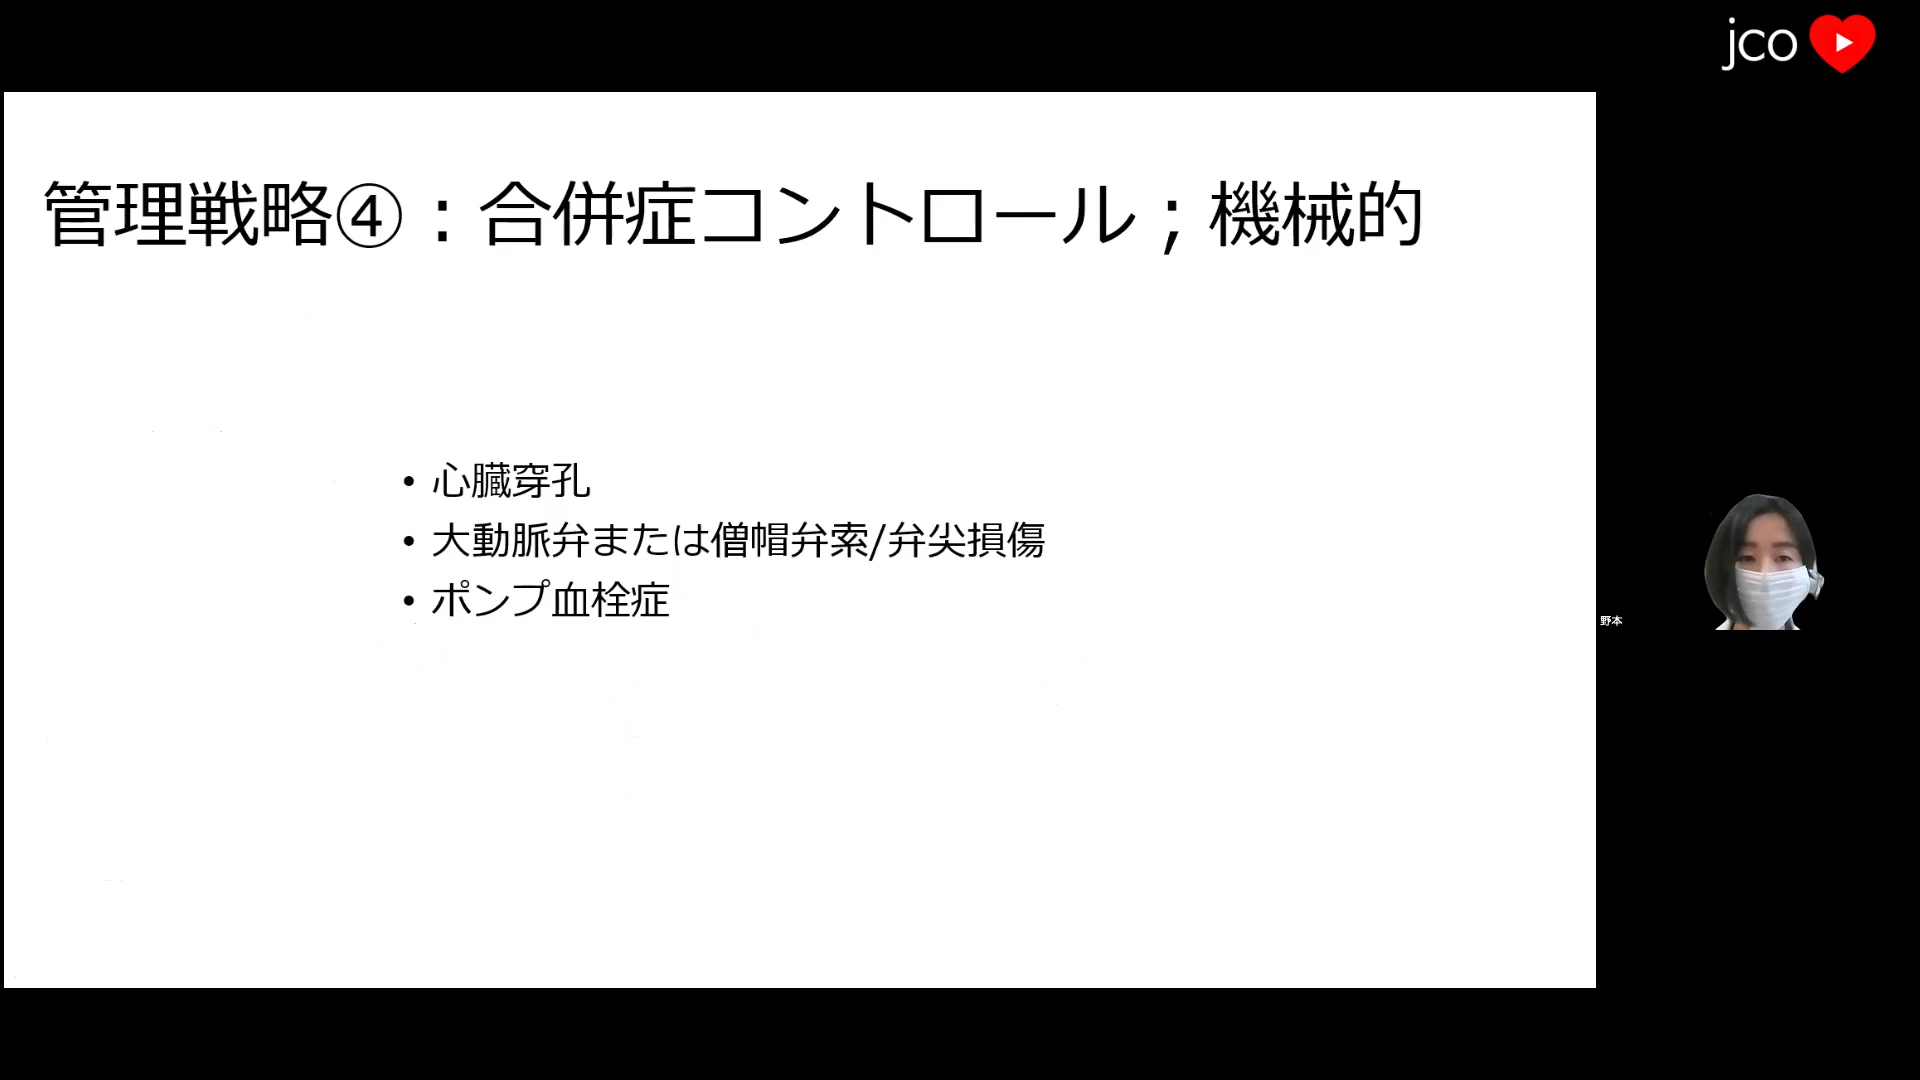 jco
管理戦略④：合併症コントロール；機械的
• 心臓穿孔
• 大動脈弁または僧帽弁索/弁尖損傷
• ポンプ血栓症
野本